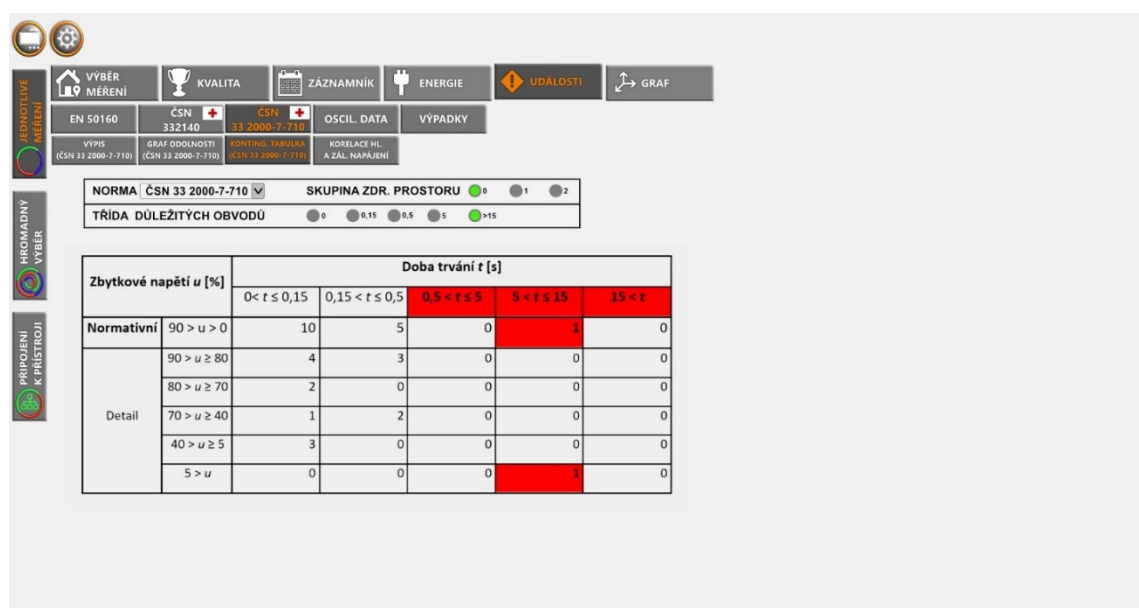 JEDNOTLIVÉ MĚŘENÍ
HROMADNÝ VÝBĚR
PŘIPOJENÍ K PŘÍSTROJI
VÝBĚR MĚŘENÍ KVALITA ZÁZNAMNÍK ENERGIE UDÁLOSTI GRAF
EN 50160 ČSN 332140 ČSN 33 2000-7-710 OSCIL. DATA VÝPADKY
VÝPIS (ČSN 33 2000-7-710) GRAF ODOLNOSTI (ČSN 33 2000-7-710) KONTING. TABULKA (ČSN 33 2000-7-710) KORELACE HL. A ZÁL. NAPÁJENÍ
NORMA ČSN 33 2000-7-710 SKUPINA ZDR. PROSTORU 0 1 2
TŘÍDA DŮLEŽITÝCH OBVODŮ 0 0,15 0,5 5 >15
Zbytkové napětí u [%] Doba trvání t [s]
0< t ≤ 0,15 0,15 < t ≤ 0,5 0,5 < t ≤ 5 5 < t ≤ 15 15 < t
Normativní 90 > u > 0 10 5 0 1 0
90 > u ≥ 80 4 3 0 0 0
80 > u ≥ 70 2 0 0 0 0
Detail 70 > u ≥ 40 1 2 0 0 0
40 > u ≥ 5 3 0 0 0 0
5 > u 0 0 0 1 0